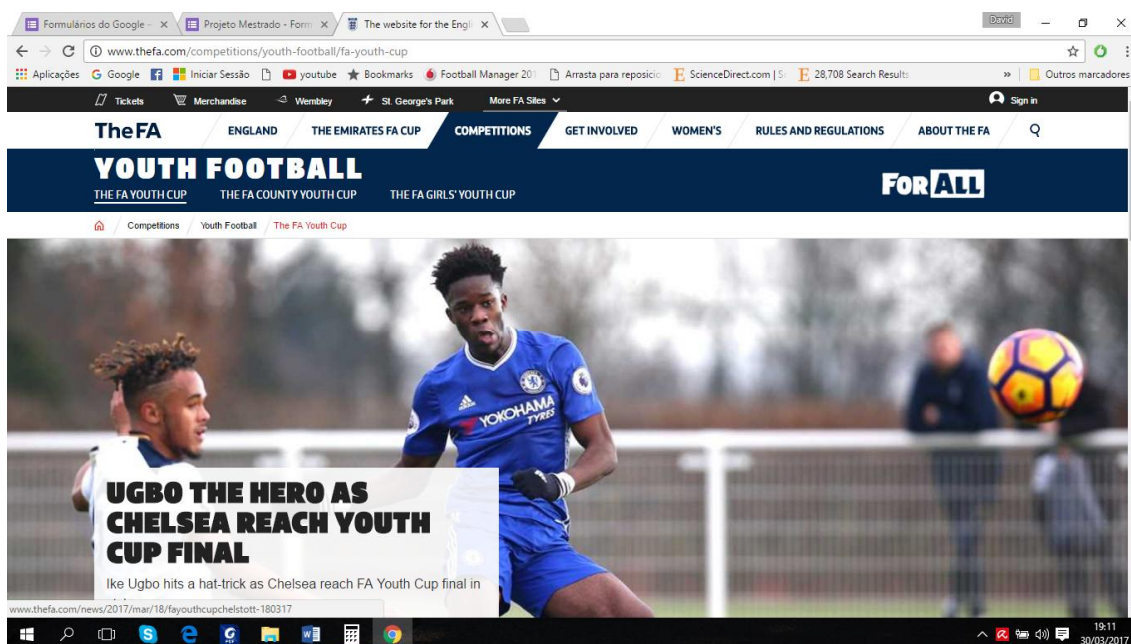 Formulários do Google -
Projeto Mestrado - Form
The website for the Engli
David
www.thefa.com/competitions/youth-football/fa-youth-cup
Aplicações Google Iniciar Sessão youtube Bookmarks Football Manager 201 Arrasta para reposicio ScienceDirect.com | S 28,708 Search Results » Outros marcadores
Tickets Merchandise Wembley St. George's Park More FA Sites Sign in
TheFA ENGLAND THE EMIRATES FA CUP COMPETITIONS GET INVOLVED WOMEN'S RULES AND REGULATIONS ABOUT THE FA
YOUTH FOOTBALL
FOR ALL
THE FA YOUTH CUP THE FA COUNTY YOUTH CUP THE FA GIRLS' YOUTH CUP
Competitions / Youth Football / The FA Youth Cup
adidas
YOKOHAMA
TYRES
UGBO THE HERO AS
CHELSEA REACH YOUTH
CUP FINAL
Ike Ugbo hits a hat-trick as Chelsea reach FA Youth Cup final in
www.thefa.com/news/2017/mar/18/fayouthcupchelstott-180317
19:11
30/03/2017